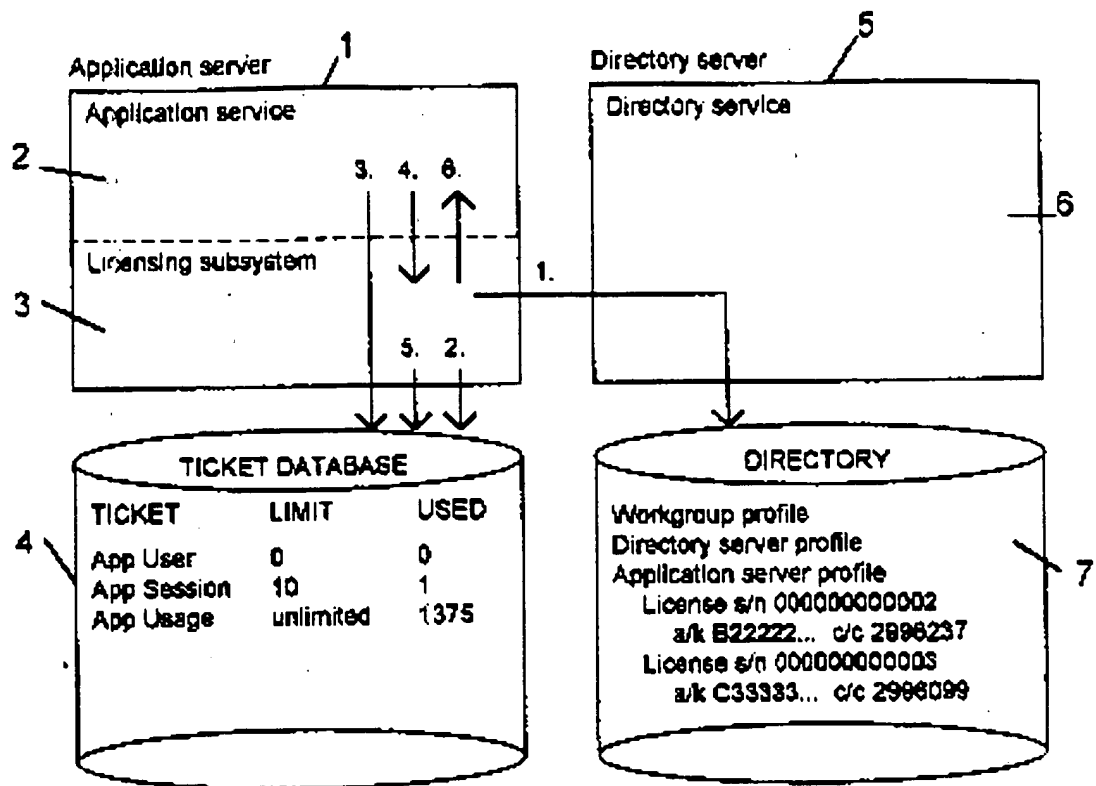 1
5
Application server
Directory server
Application service
Directory service
2
3. 4. 6.
6
Licensing subsystem
1.
3
5. 2.
TICKET DATABASE
DIRECTORY
TICKET LIMIT USED
Workgroup profile
4
App User 0 0
Directory server profile
7
App Session 10 1
Application server profile
App Usage unlimited 1375
License s/n 000000000002
a/k B22222... c/c 2996237
License s/n 000000000003
a/k C33333... c/c 2996099